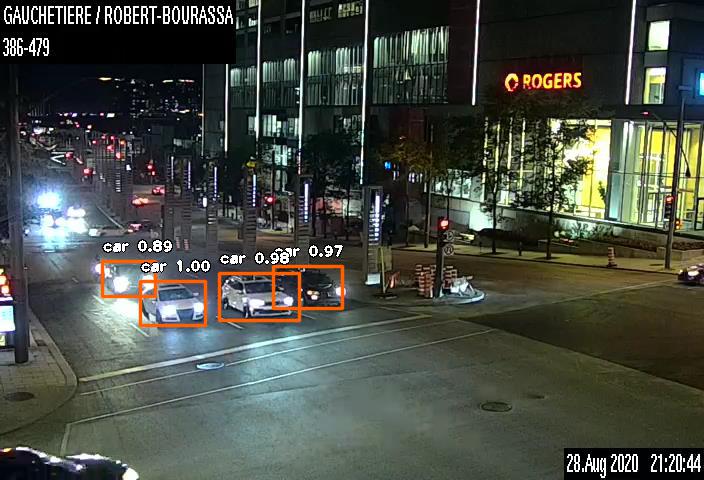 GAUCHETIERE / ROBERT-BOURASSA
386-479
ROGERS
car 0.89
car 1.00
car 0.98
car 0.97
28.Aug 2020 21:20:44